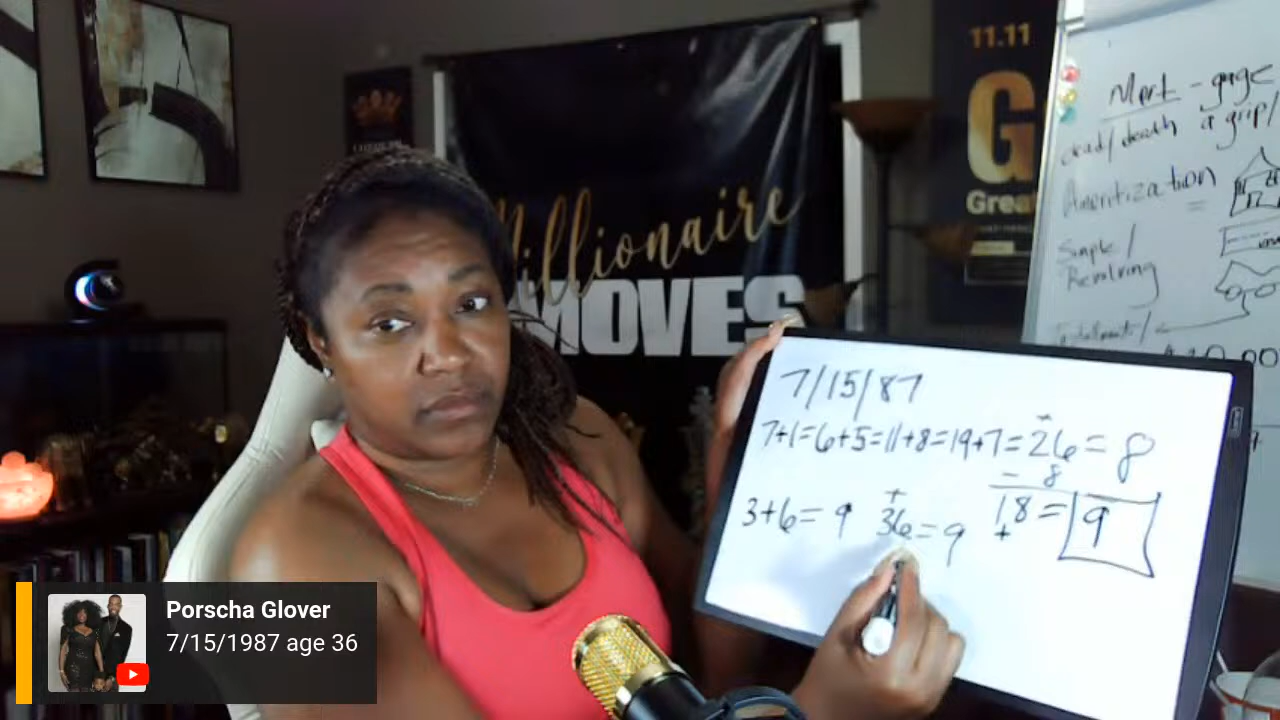 11.11
G
Great
Millionaire
MOVES
Mort - gage
dead/death a grip/
Amoritization
=
Simple/
Revolving
7/15/87
7+1=6+5=11+8=19+7=26=8
- 8
18=9
+
3+6=9
+
36=9
Porscha Glover
7/15/1987 age 36